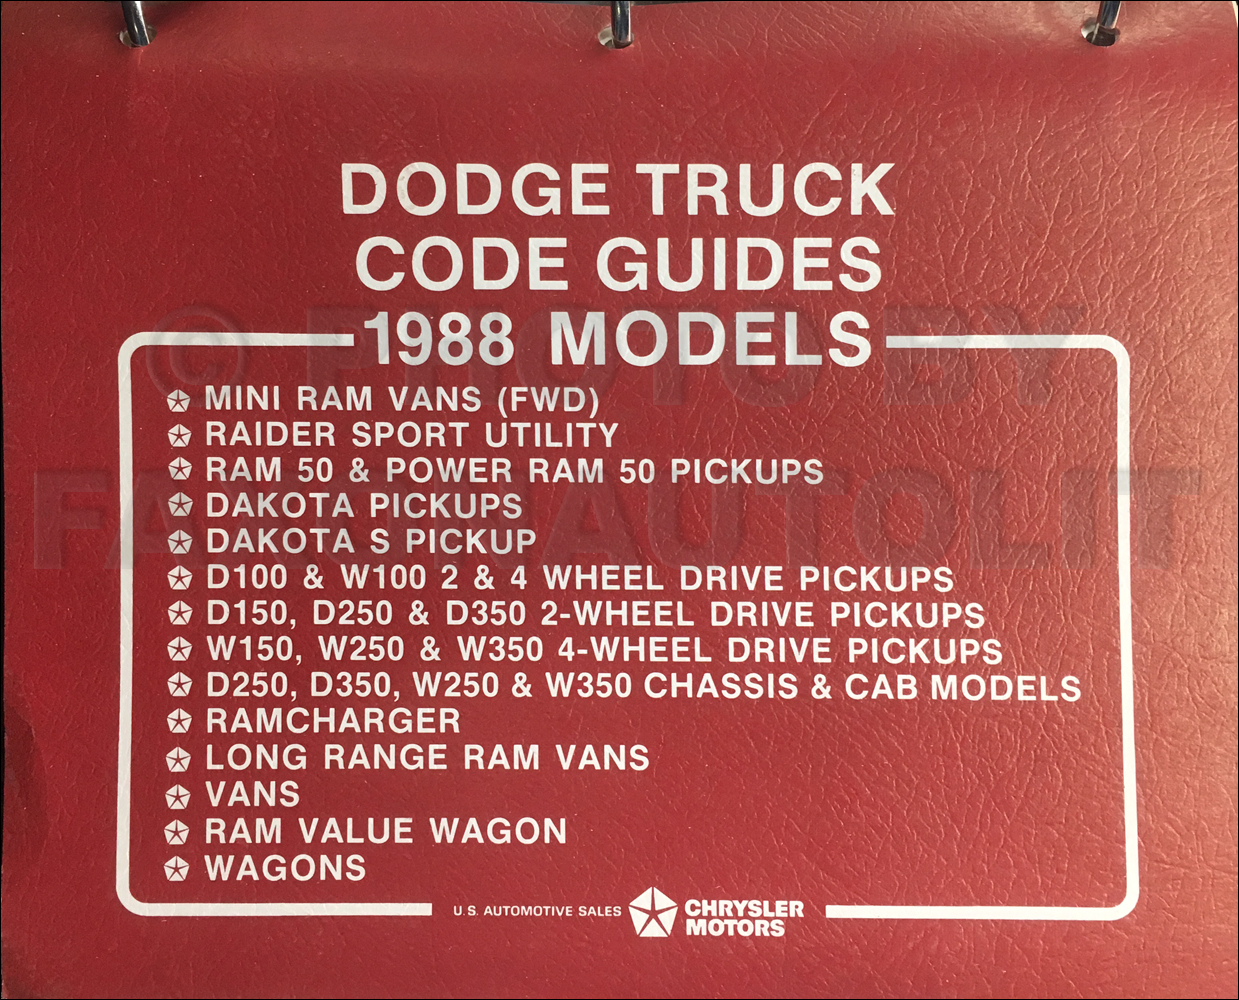 DODGE TRUCK
CODE GUIDES
1988 MODELS
MINI RAM VANS (FWD)
RAIDER SPORT UTILITY
RAM 50 & POWER RAM 50 PICKUPS
DAKOTA PICKUPS
DAKOTA S PICKUP
D100 & W100 2 & 4 WHEEL DRIVE PICKUPS
D150, D250 & D350 2-WHEEL DRIVE PICKUPS
W150, W250 & W350 4-WHEEL DRIVE PICKUPS
D250, D350, W250 & W350 CHASSIS & CAB MODELS
RAMCHARGER
LONG RANGE RAM VANS
VANS
RAM VALUE WAGON
WAGONS
U.S. AUTOMOTIVE SALES CHRYSLER
MOTORS
© PHOTO BY
FAXONAUTOLIT